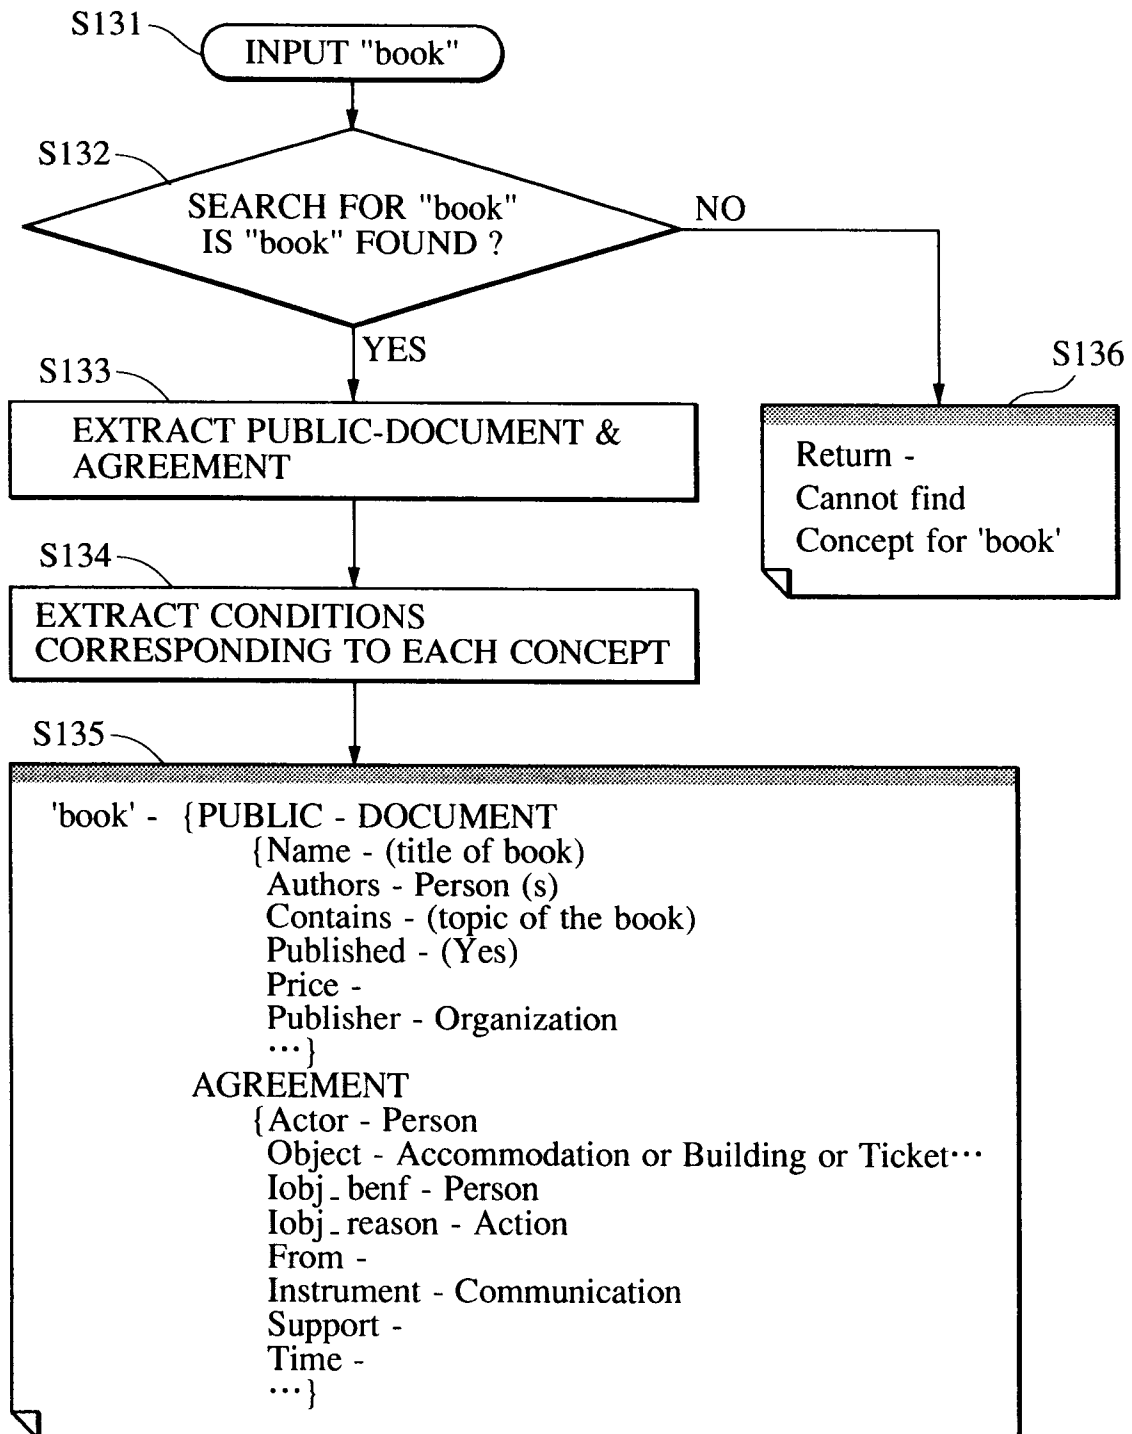 S131
INPUT "book"
S132
SEARCH FOR "book"
IS "book" FOUND ?
NO
YES
S133
EXTRACT PUBLIC-DOCUMENT &
AGREEMENT
S136
Return -
Cannot find
Concept for 'book'
S134
EXTRACT CONDITIONS
CORRESPONDING TO EACH CONCEPT
S135
'book' - {PUBLIC - DOCUMENT
{Name - (title of book)
Authors - Person (s)
Contains - (topic of the book)
Published - (Yes)
Price -
Publisher - Organization
⋯}
AGREEMENT
{Actor - Person
Object - Accommodation or Building or Ticket⋯
Iobj_benf - Person
Iobj_reason - Action
From -
Instrument - Communication
Support -
Time -
⋯}